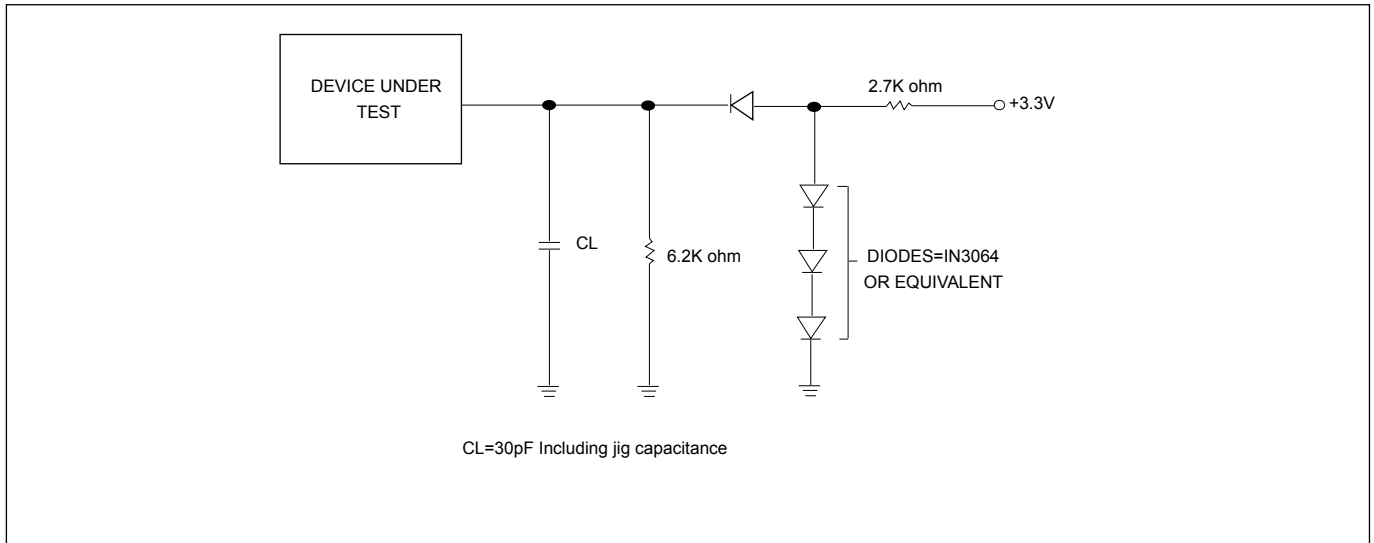 DEVICE UNDER
TEST
2.7K ohm
+3.3V
CL
6.2K ohm
DIODES=IN3064
OR EQUIVALENT
CL=30pF Including jig capacitance